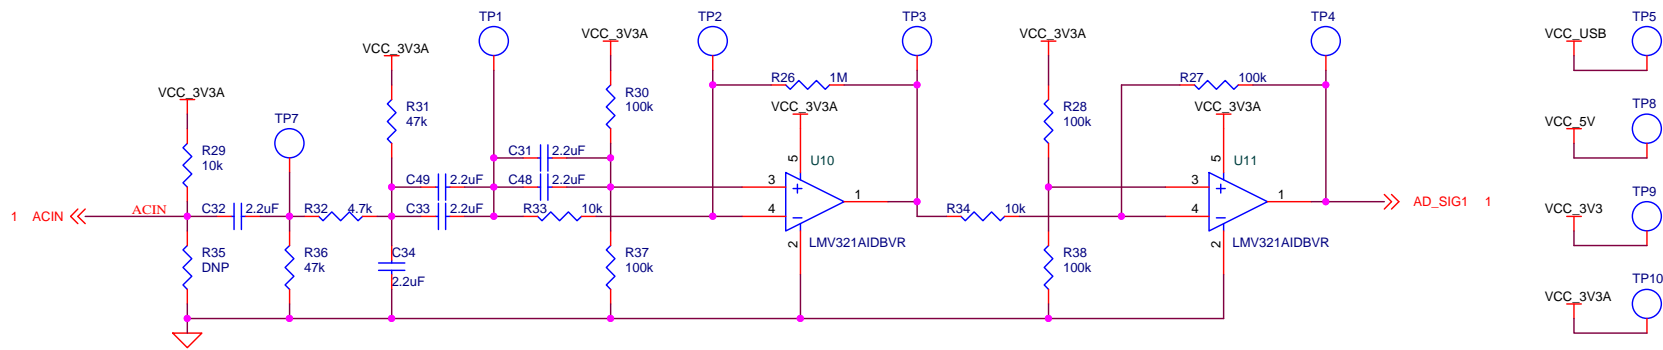 TP1
TP2
TP3
TP4
TP5
VCC_3V3A
VCC_3V3A
VCC_3V3A
VCC_USB
VCC_3V3A
R26 1M
R27 100k
VCC_3V3A
R31
47k
R30
100k
VCC_3V3A
R28
100k
VCC_3V3A
TP8
VCC_5V
TP7
R29
10k
C31 2.2uF
5
U10
5
U11
C49 2.2uF
C48 2.2uF
3
3
1 ACIN
ACIN
C32 2.2uF
R32 4.7k
C33 2.2uF
R33 10k
4
1
R34 10k
4
1
AD_SIG1 1
TP9
VCC_3V3
2
LMV321AIDBVR
2
LMV321AIDBVR
R35
DNP
R36
47k
C34
2.2uF
R37
100k
R38
100k
TP10
VCC_3V3A